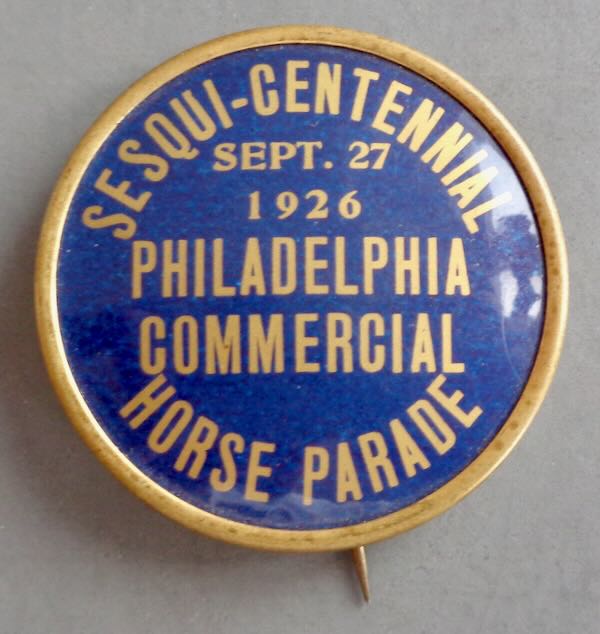 SESQUI-CENTENNIAL
SEPT. 27
1926
PHILADELPHIA
COMMERCIAL
HORSE PARADE